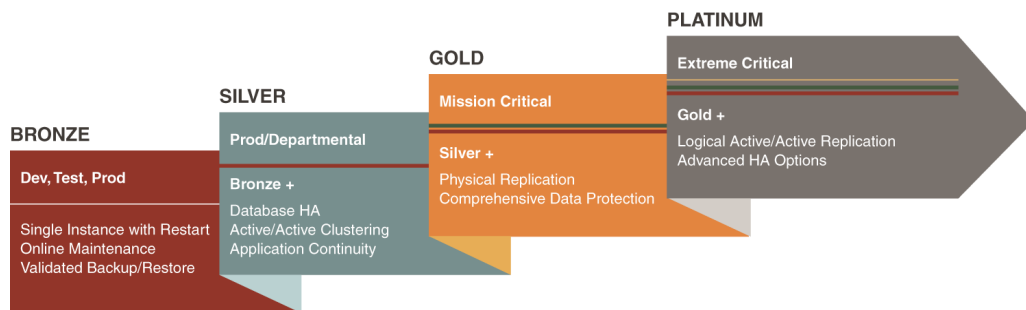 BRONZE
Dev, Test, Prod
Single Instance with Restart
Online Maintenance
Validated Backup/Restore
SILVER
Prod/Departmental
Bronze +
Database HA
Active/Active Clustering
Application Continuity
GOLD
Mission Critical
Silver +
Physical Replication
Comprehensive Data Protection
PLATINUM
Extreme Critical
Gold +
Logical Active/Active Replication
Advanced HA Options